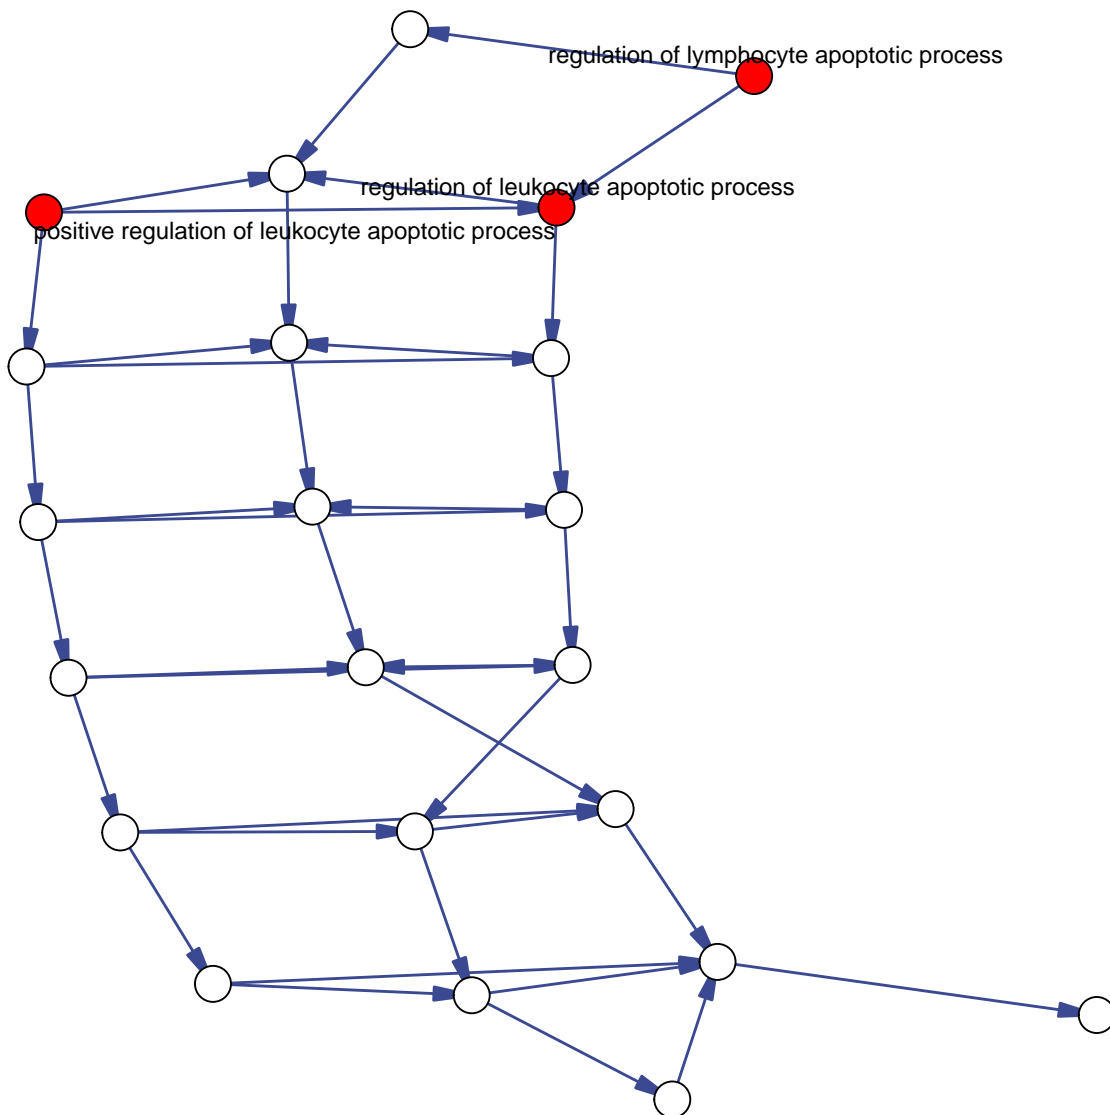 regulation of lymphocyte apoptotic process
regulation of leukocyte apoptotic process
positive regulation of leukocyte apoptotic process